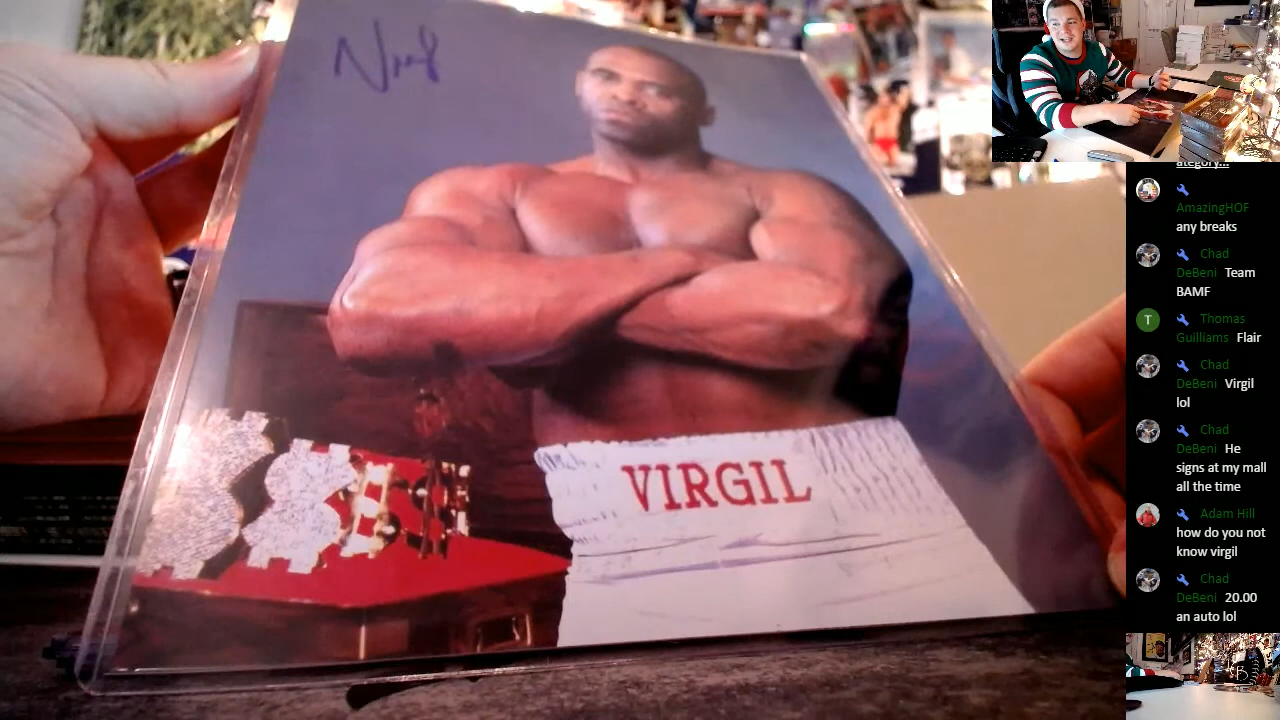 VIRGIL
ategory...
AmazingHOF
any breaks
Chad
DeBeni Team
BAMF
T
Thomas
Guilliams Flair
Chad
DeBeni Virgil
lol
Chad
DeBeni He
signs at my mall
all the time
Adam Hill
how do you not
know virgil
Chad
DeBeni 20.00
an auto lol